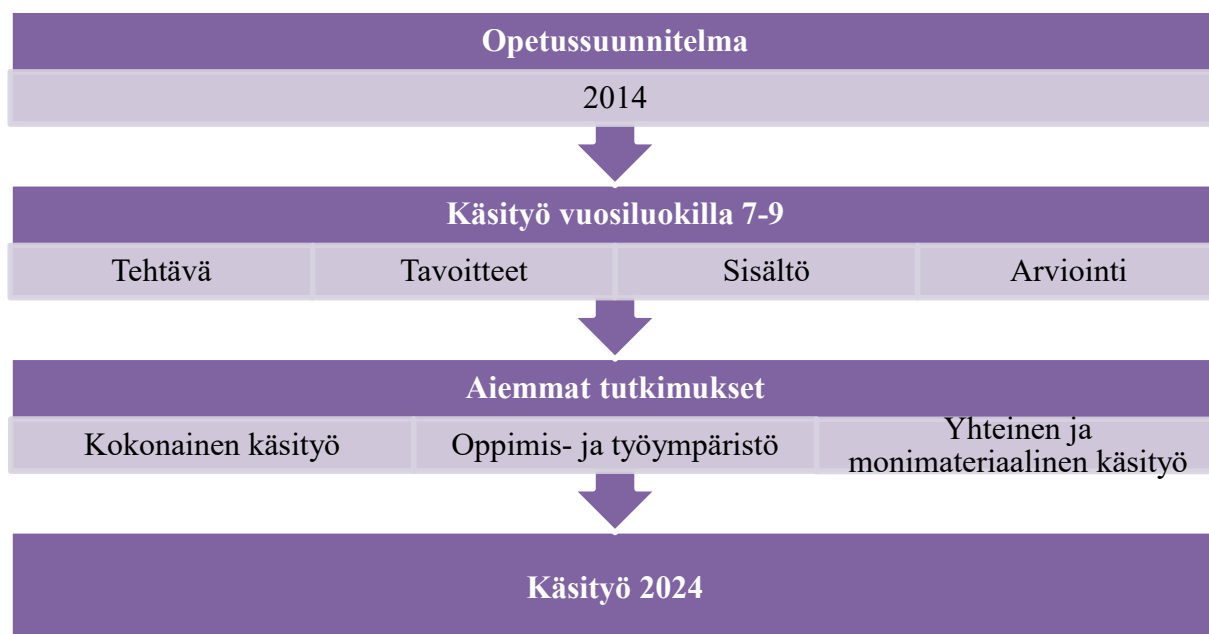 Opetussuunnitelma
2014
Käsityö vuosiluokilla 7-9
Tehtävä
Tavoitteet
Sisältö
Arviointi
Aiemmat tutkimukset
Kokonainen käsityö
Oppimis- ja työympäristö
Yhteinen ja
monimateriaalinen käsityö
Käsityö 2024